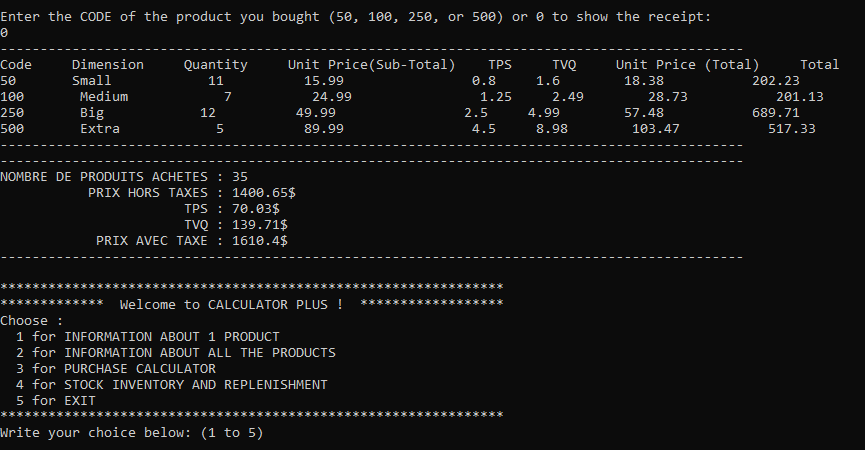 Enter the CODE of the product you bought (50, 100, 250, or 500) or 0 to show the receipt:
0
---------------------------------------------------------------------------------------------
Code     Dimension     Quantity     Unit Price(Sub-Total)    TPS     TVQ     Unit Price (Total)     Total
50       Small            11          15.99                0.8     1.6      18.38               202.23
100       Medium            7          24.99                1.25     2.49        28.73           201.13
250       Big            12          49.99                2.5     4.99        57.48           689.71
500       Extra            5          89.99                4.5     8.98        103.47           517.33
---------------------------------------------------------------------------------------------
---------------------------------------------------------------------------------------------
NOMBRE DE PRODUITS ACHETES : 35
           PRIX HORS TAXES : 1400.65$
                       TPS : 70.03$
                       TVQ : 139.71$
            PRIX AVEC TAXE : 1610.4$
---------------------------------------------------------------------------------------------
***************************************************************
*************  Welcome to CALCULATOR PLUS !  ******************
Choose :
  1 for INFORMATION ABOUT 1 PRODUCT
  2 for INFORMATION ABOUT ALL THE PRODUCTS
  3 for PURCHASE CALCULATOR
  4 for STOCK INVENTORY AND REPLENISHMENT
  5 for EXIT
***************************************************************
Write your choice below: (1 to 5)